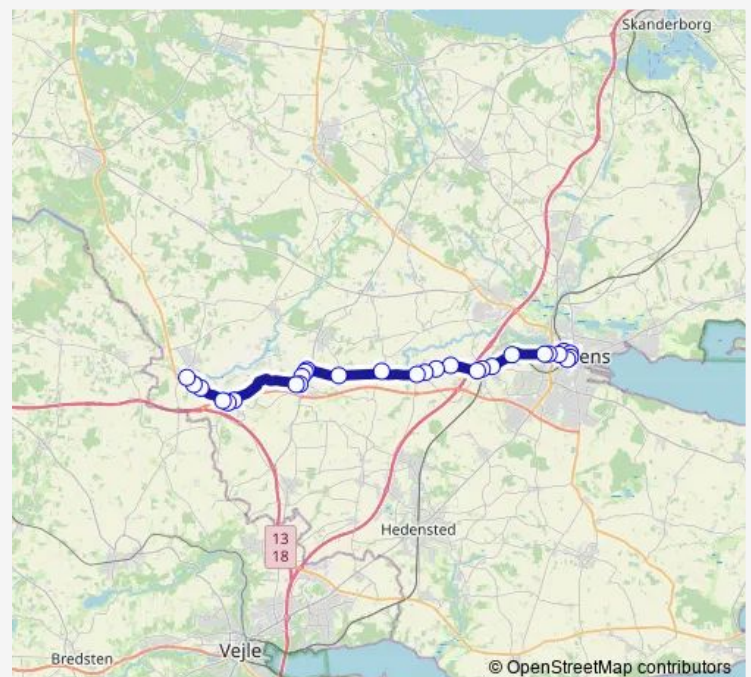 Skanderborg
ens
Hedensted
13
18
Bredsten
Vejle
© OpenStreetMap contributors